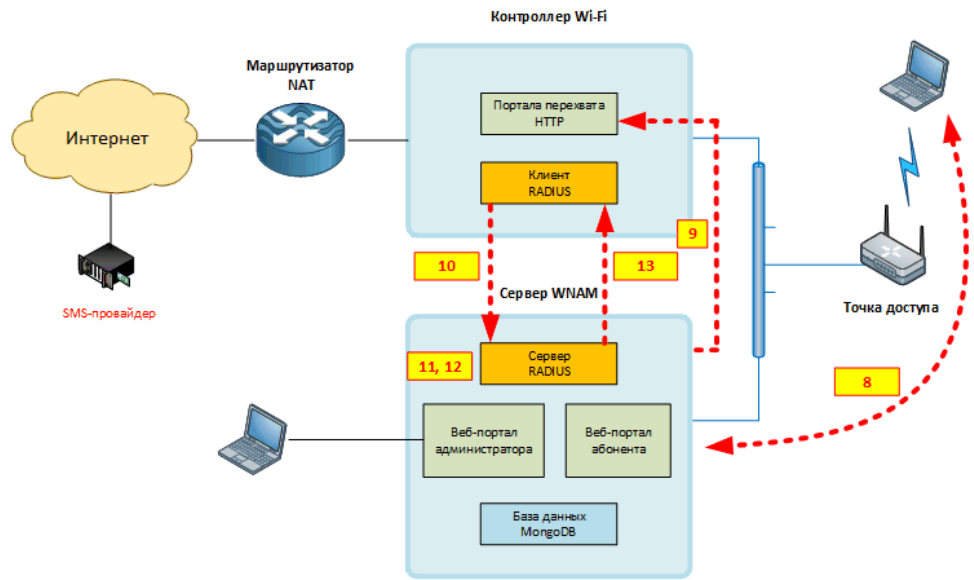 Контроллер Wi-Fi
Маршрутизатор
NAT
Интернет
SMS-провайдер
Портала перехвата
HTTP
Клиент
RADIUS
9
10
13
Сервер WNAM
Точка доступа
11, 12
Сервер
RADIUS
8
Веб-портал
администратора
Веб-портал
абонента
База данных
MongoDB